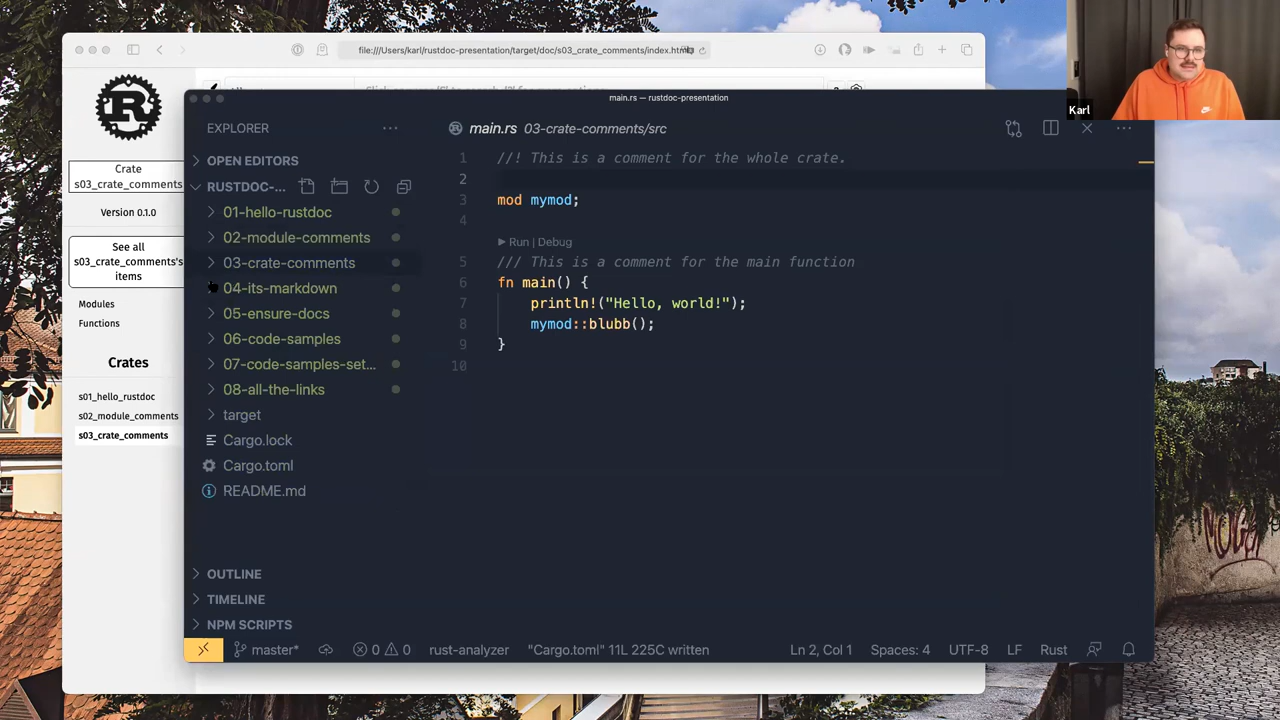 file:///Users/karl/rustdoc-presentation/target/doc/s03_crate_comments/index.html
Karl
R
Crate
s03_crate_comments
Version 0.1.0
See all
s03_crate_comments's
items
Modules
Functions
Crates
s01_hello_rustdoc
s02_module_comments
s03_crate_comments
main.rs — rustdoc-presentation
EXPLORER
OPEN EDITORS
RUSTDOC-...
01-hello-rustdoc
02-module-comments
03-crate-comments
04-its-markdown
05-ensure-docs
06-code-samples
07-code-samples-set...
08-all-the-links
target
Cargo.lock
Cargo.toml
README.md
OUTLINE
TIMELINE
NPM SCRIPTS
main.rs 03-crate-comments/src
1 //! This is a comment for the whole crate.
2
3 mod mymod;
4
Run | Debug
5 /// This is a comment for the main function
6 fn main() {
7 println!("Hello, world!");
8 mymod::blubb();
9 }
10
master* 0 0 rust-analyzer "Cargo.toml" 11L 225C written Ln 2, Col 1 Spaces: 4 UTF-8 LF Rust